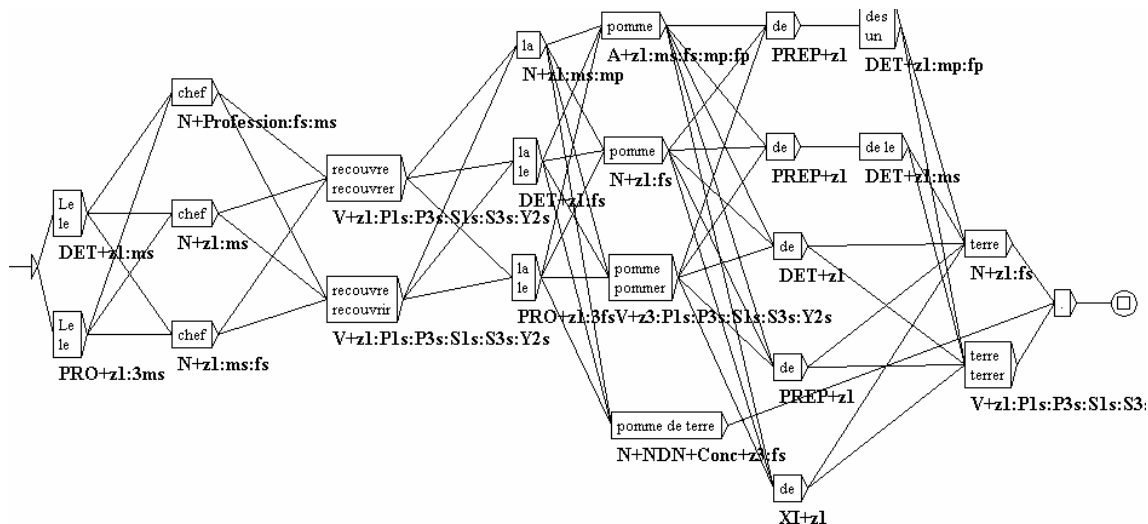 Le
le
DET+z1:ms
Le
le
PRO+z1:3ms
chef
N+Profession:fs:ms
chef
N+z1:ms
chef
N+z1:ms:fs
recouvre
recouvrer
V+z1:P1s:P3s:S1s:S3s:Y2s
recouvre
recouvrir
V+z1:P1s:P3s:S1s:S3s:Y2s
la
N+z1:ms:mp
la
le
DET+z1:fs
la
le
PRO+z1:3fs
pomme
A+z1:ms:fs:mp:fp
pomme
N+z1:fs
pomme
pommer
V+z3:P1s:P3s:S1s:S3s:Y2s
pomme de terre
N+NDN+Conc+z3:fs
de
PREP+z1
de
PREP+z1
de
DET+z1
de
PREP+z1
de
XI+z1
des
un
DET+z1:mp:fp
de le
DET+z1:ms
terre
N+z1:fs
terre
terrer
V+z1:P1s:P3s:S1s:S3s
.